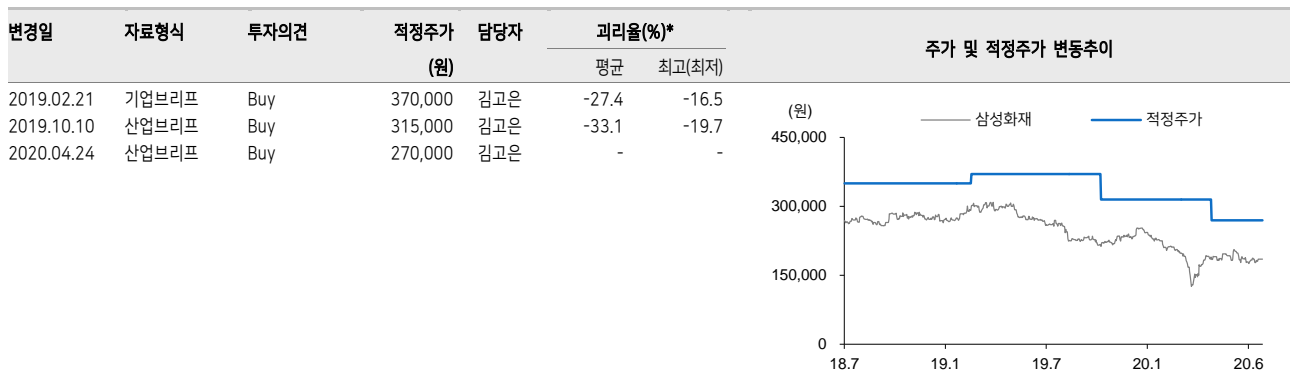 변경일 자료형식 투자의견 적정주가 담당자 괴리율(%)* 주가 및 적정주가 변동추이
(원) 평균 최고(최저)
2019.02.21 기업브리프 Buy 370,000 김고은 -27.4 -16.5
2019.10.10 산업브리프 Buy 315,000 김고은 -33.1 -19.7
2020.04.24 산업브리프 Buy 270,000 김고은 - -
(원) 삼성화재 적정주가
450,000
300,000
150,000
0
18.7 19.1 19.7 20.1 20.6